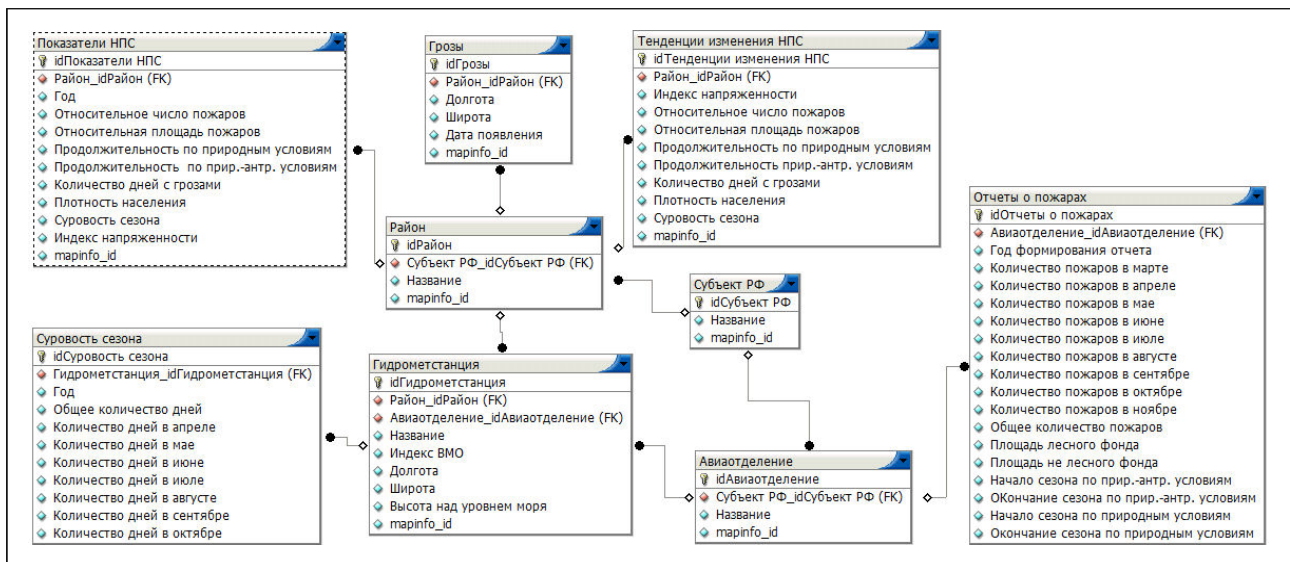 Показатели НПС
idПоказатели НПС
Район_idРайон (FK)
Год
Относительное число пожаров
Относительная площадь пожаров
Продолжительность по природным условиям
Продолжительность по прир.-антр. условиям
Количество дней с грозами
Плотность населения
Суровость сезона
Индекс напряженности
mapinfo_id
Грозы
idГрозы
Район_idРайон (FK)
Долгота
Широта
Дата появления
mapinfo_id
Тенденции изменения НПС
idТенденции изменения НПС
Район_idРайон (FK)
Индекс напряженности
Относительное число пожаров
Относительная площадь пожаров
Продолжительность по природным условиям
Продолжительность прир.-антр. условиям
Количество дней с грозами
Плотность населения
Суровость сезона
mapinfo_id
Район
idРайон
Субъект РФ_idСубъект РФ (FK)
Название
mapinfo_id
Субъект РФ
idСубъект РФ
Название
mapinfo_id
Отчеты о пожарах
idОтчеты о пожарах
Авиаотделение_idАвиаотделение (FK)
Год формирования отчета
Количество пожаров в марте
Количество пожаров в апреле
Количество пожаров в мае
Количество пожаров в июне
Количество пожаров в июле
Количество пожаров в августе
Количество пожаров в сентябре
Количество пожаров в октябре
Количество пожаров в ноябре
Общее количество пожаров
Площадь лесного фонда
Площадь не лесного фонда
Начало сезона по прир.-антр. условиям
ОКончание сезона по прир.-антр. условиям
Начало сезона по природным условиям
Окончание сезона по природным условиям
Суровость сезона
idСуровость сезона
Гидрометстанция_idГидрометстанция (FK)
Год
Общее количество дней
Количество дней в апреле
Количество дней в мае
Количество дней в июне
Количество дней в июле
Количество дней в августе
Количество дней в сентябре
Количество дней в октябре
Гидрометстанция
idГидрометстанция
Район_idРайон (FK)
Авиаотделение_idАвиаотделение (FK)
Название
Индекс ВМО
Долгота
Широта
Высота над уровнем моря
mapinfo_id
Авиаотделение
idАвиаотделение
Субъект РФ_idСубъект РФ (FK)
Название
mapinfo_id